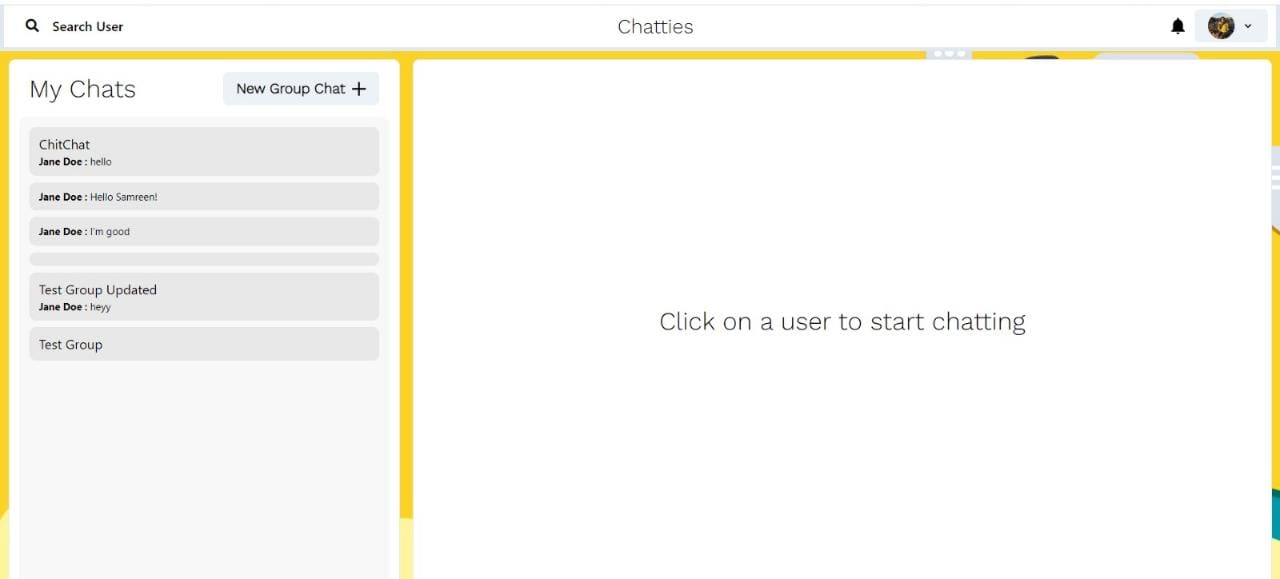 Search User
Chatties
My Chats
New Group Chat +
ChitChat
Jane Doe : hello
Jane Doe : Hello Samreen!
Jane Doe : I'm good
Test Group Updated
Jane Doe : heyy
Test Group
Click on a user to start chatting